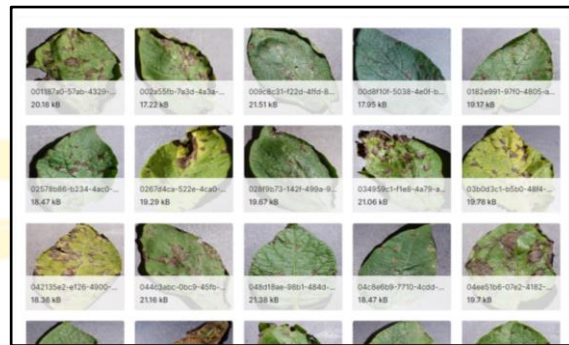 001187a0-57ab-4329-...
20.18 kB
002a55fb-7a3d-4a3a-...
17.22 kB
009c8c31-f22d-4ffd-8...
21.51 kB
00d8f10f-5038-4e0f-b...
17.95 kB
0182e991-97f0-4805-a...
19.17 kB
02578b86-b234-4ac0-...
18.47 kB
0267d4ca-522e-4ca0-...
19.29 kB
028f9b73-142f-499a-9...
19.67 kB
034959c1-f1e8-4a79-a...
21.06 kB
03b0d3c1-b5b0-48f4-...
19.78 kB
042135e2-e126-4900-...
18.36 kB
044c3abc-0bc9-45fb-...
21.16 kB
048d18ae-98b1-484d-...
21.38 kB
04c6e6b9-7710-4cdd-...
18.47 kB
04ee51b6-07e2-4182-...
19.7 kB